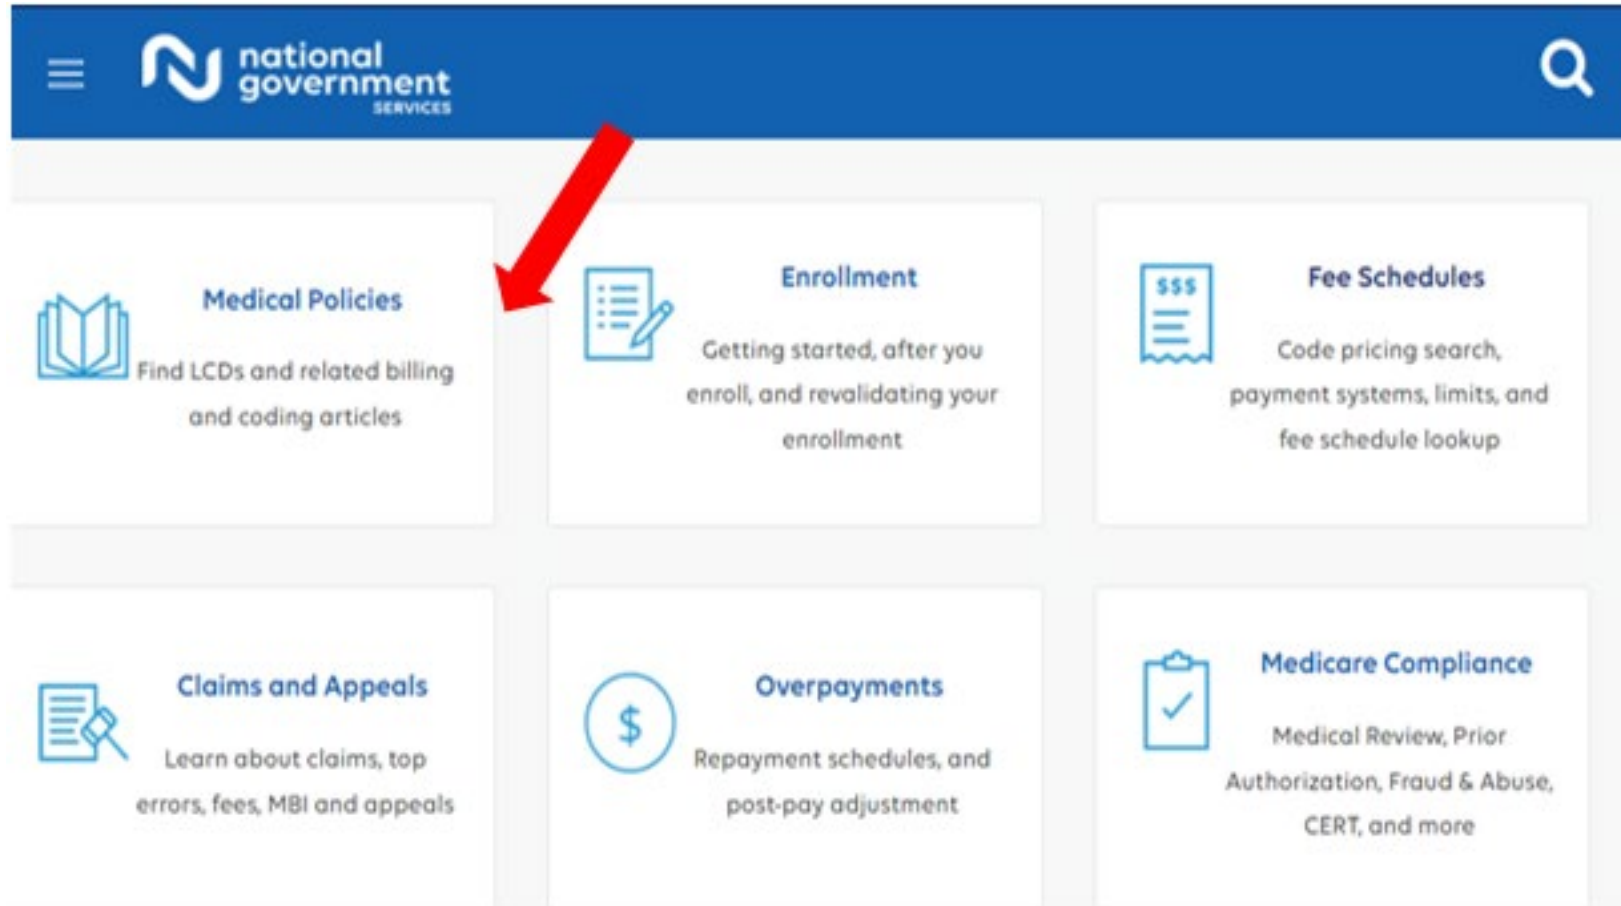 national
government
SERVICES
Medical Policies
Find LCDs and related billing
and coding articles
Enrollment
Getting started, after you
enroll, and revalidating your
enrollment
$$$
Fee Schedules
Code pricing search,
payment systems, limits, and
fee schedule lookup
Claims and Appeals
Learn about claims, top
errors, fees, MBI and appeals
$
Overpayments
Repayment schedules, and
post-pay adjustment
Medicare Compliance
Medical Review, Prior
Authorization, Fraud & Abuse,
CERT, and more